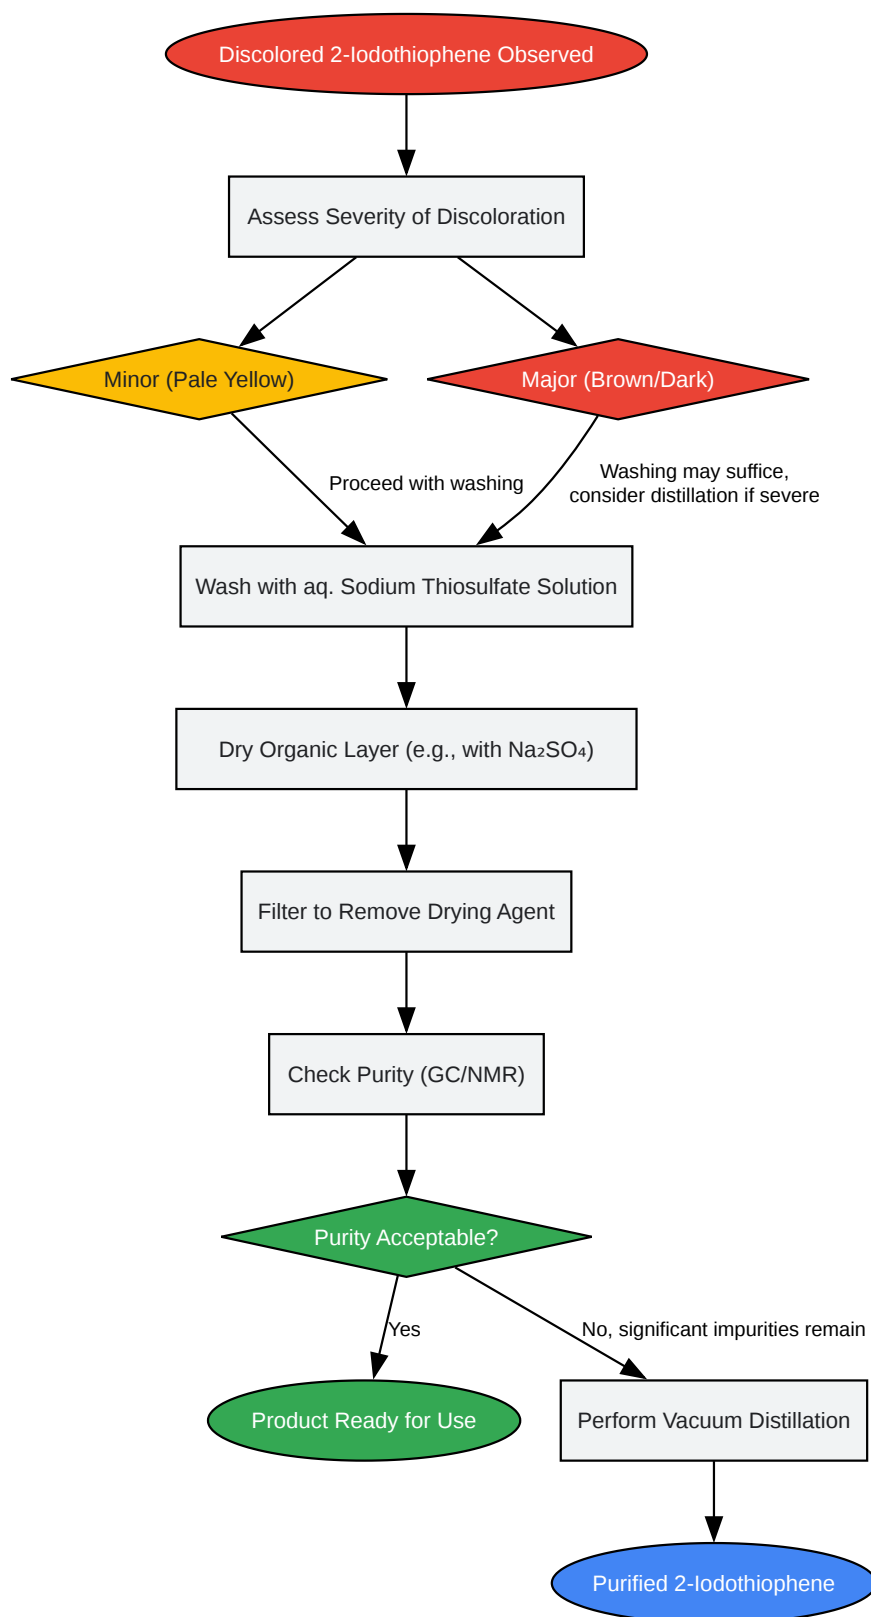 Discolored 2-Iodothiophene Observed
Assess Severity of Discoloration
Minor (Pale Yellow)
Major (Brown/Dark)
Proceed with washing
Washing may suffice,
consider distillation if severe
Wash with aq. Sodium Thiosulfate Solution
Dry Organic Layer (e.g., with Na₂SO₄)
Filter to Remove Drying Agent
Check Purity (GC/NMR)
Purity Acceptable?
Yes
No, significant impurities remain
Product Ready for Use
Perform Vacuum Distillation
Purified 2-Iodothiophene